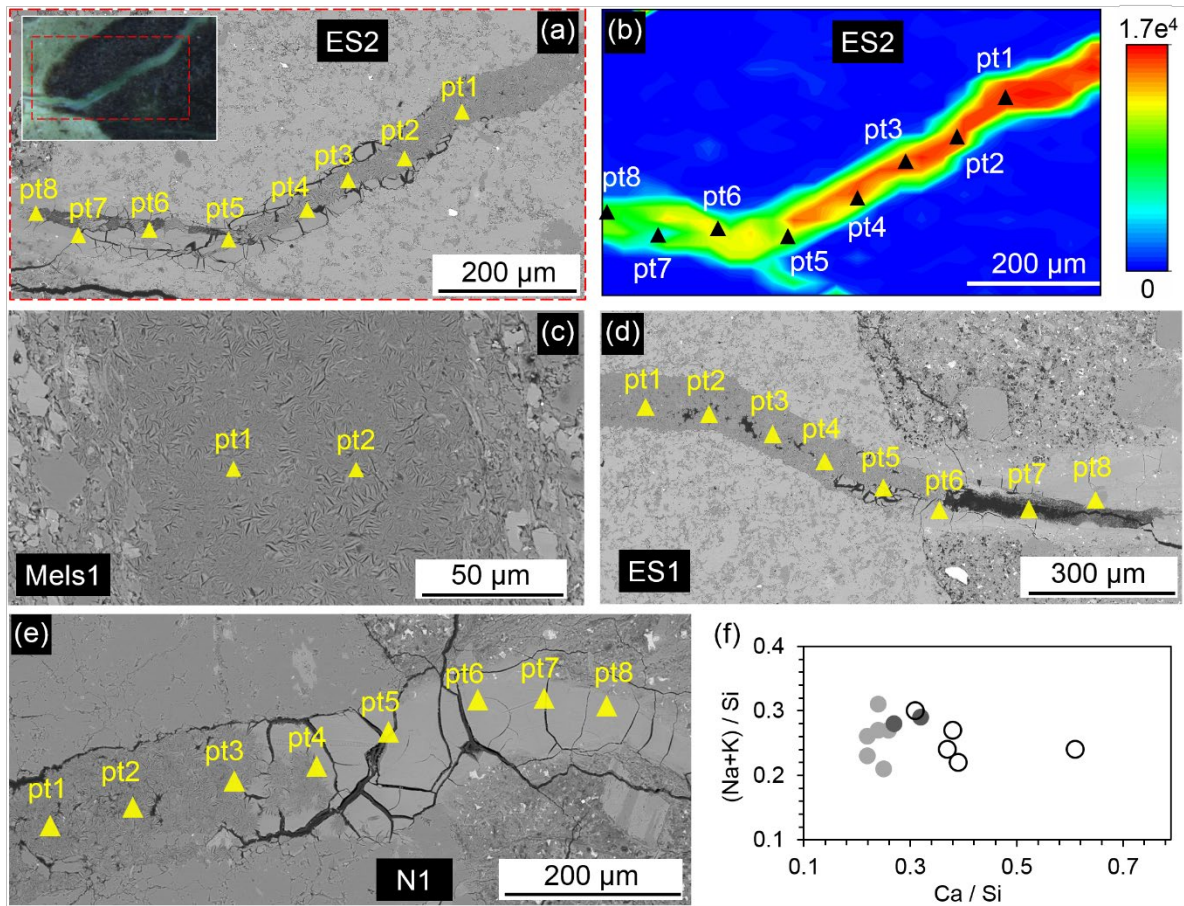 ES2
(a)
pt1
pt2
pt3
pt4
pt5
pt6
pt7
pt8
200 µm
ES2
(b)
pt1
pt3
pt2
pt8
pt6
pt4
pt7
pt5
200 µm
1.7e⁴
0
(c)
pt1
pt2
Mels1
50 µm
(d)
pt1
pt2
pt3
pt4
pt5
pt6
pt7
pt8
ES1
300 µm
(e)
pt1
pt2
pt3
pt4
pt5
pt6
pt7
pt8
N1
200 µm
(f)
(Na+K) / Si
0.4
0.3
0.2
0.1
0.1 0.3 0.5 0.7
Ca / Si